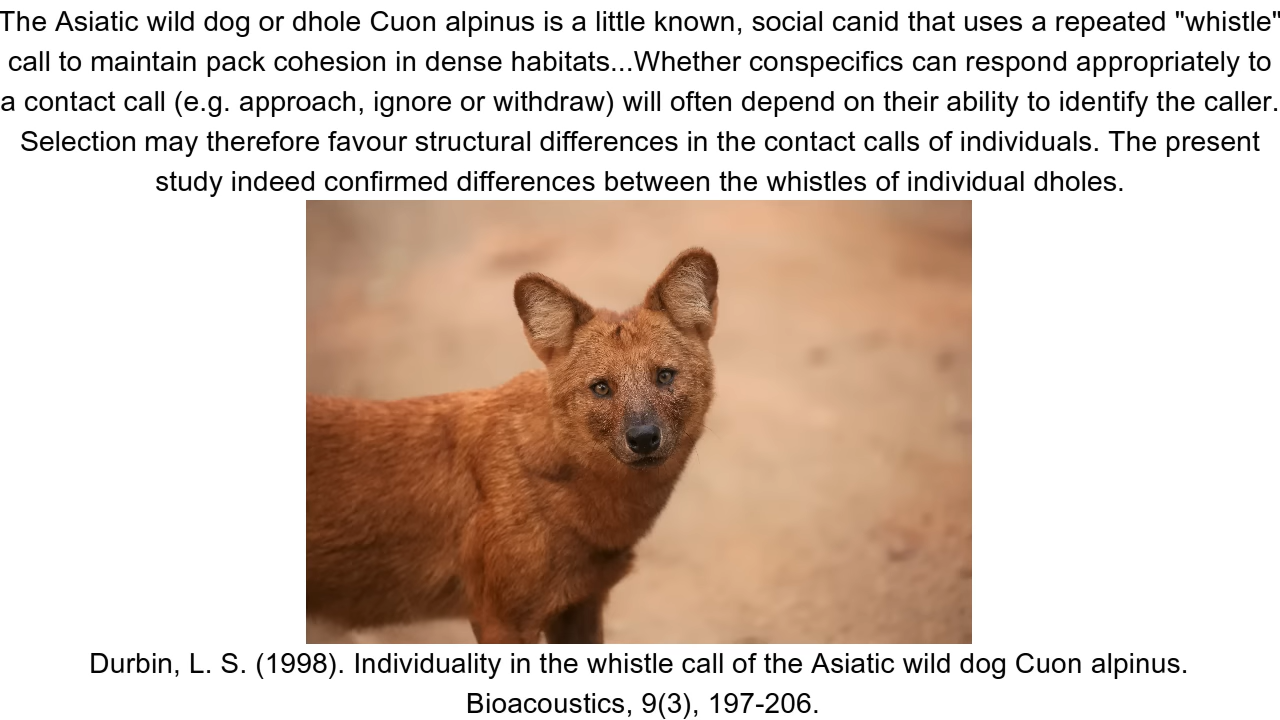 The Asiatic wild dog or dhole Cuon alpinus is a little known, social canid that uses a repeated "whistle"
call to maintain pack cohesion in dense habitats...Whether conspecifics can respond appropriately to
a contact call (e.g. approach, ignore or withdraw) will often depend on their ability to identify the caller.
Selection may therefore favour structural differences in the contact calls of individuals. The present
study indeed confirmed differences between the whistles of individual dholes.
Durbin, L. S. (1998). Individuality in the whistle call of the Asiatic wild dog Cuon alpinus.
Bioacoustics, 9(3), 197-206.